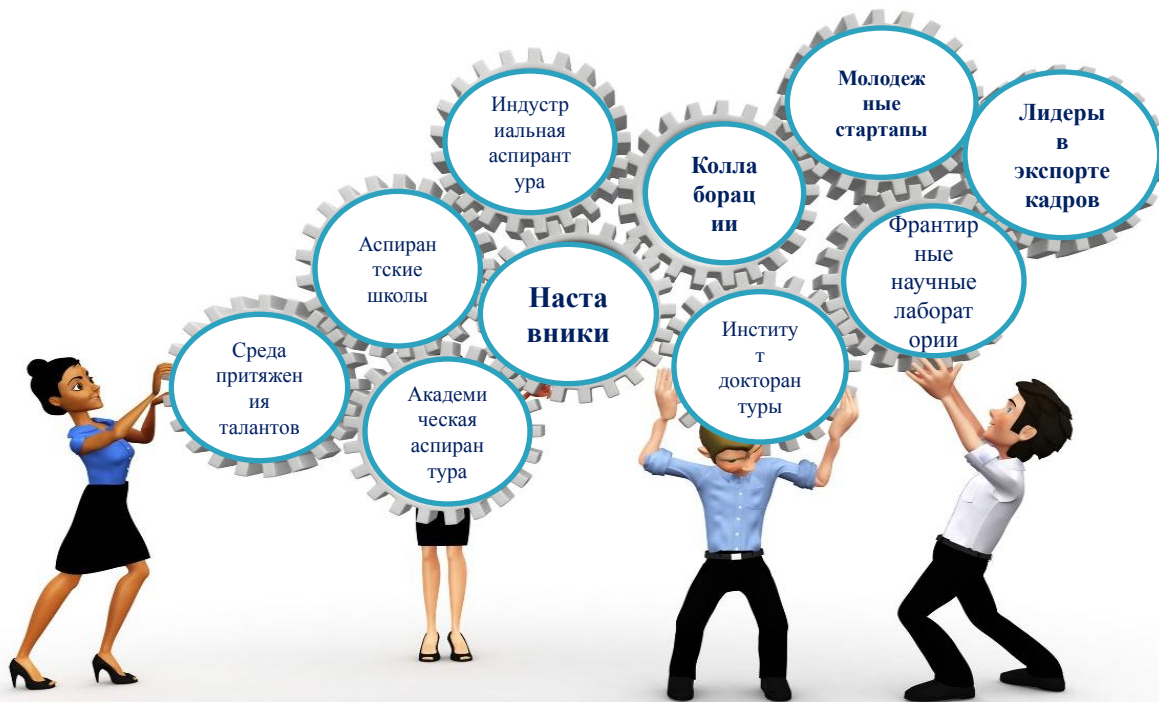 Среда
притяжен
ия
талантов
Аспиран
тские
школы
Академи
ческая
аспиран
тура
Индустр
иальная
аспирант
ура
Наста
вники
Колла
борац
ии
Институ
т
докторан
туры
Молодеж
ные
стартапы
Франтир
ные
научные
лаборат
ории
Лидеры
в
экспорте
кадров